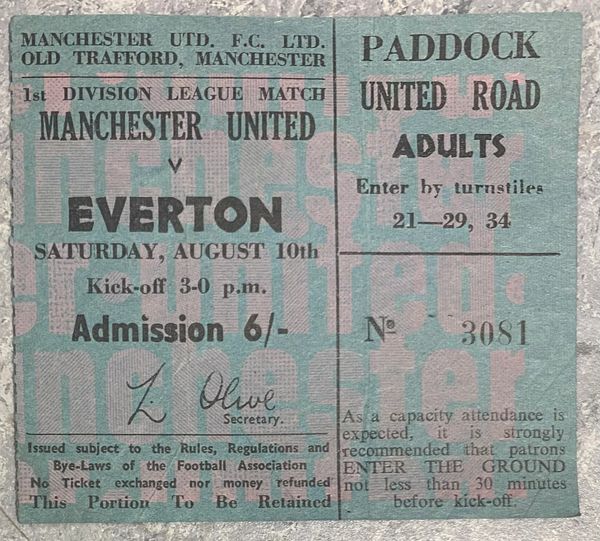 MANCHESTER UTD. F.C. LTD.
OLD TRAFFORD, MANCHESTER
1st DIVISION LEAGUE MATCH
MANCHESTER UNITED
v
EVERTON
SATURDAY, AUGUST 10th
Kick-off 3-0 p.m.
Admission 6/-
L. Olive
Secretary.
Issued subject to the Rules, Regulations and
Bye-Laws of the Football Association
No Ticket exchanged nor money refunded
This Portion To Be Retained
PADDOCK
UNITED ROAD
ADULTS
Enter by turnstiles
21—29, 34
No 3081
As a capacity attendance is
expected, it is strongly
recommended that patrons
ENTER THE GROUND
not less than 30 minutes
before kick-off.